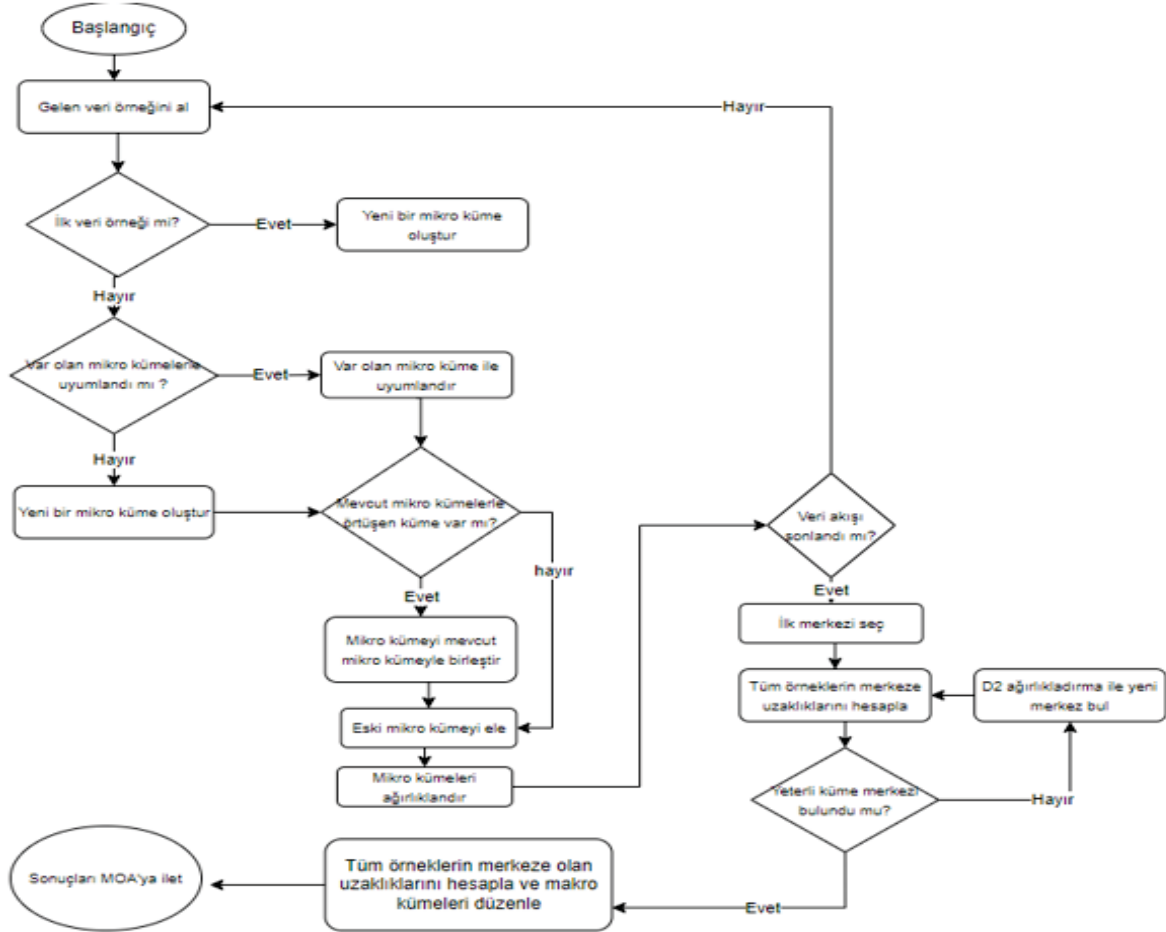 Başlangıç
Gelen veri örneğini al
Hayır
İlk veri örneği mi?
Evet
Yeni bir mikro küme
oluştur
Hayır
Var olan mikro kümelerle
uyumlandı mı ?
Evet
Var olan mikro küme ile
uyumlandır
Hayır
Yeni bir mikro küme oluştur
Mevcut mikro kümelerle
örtüşen küme var mı?
hayır
Evet
Mikro kümeyi mevcut
mikro kümeyle birleştir
Eski mikro kümeyi ele
Mikro kümeleri
ağırlıklandır
Veri akışı
sonlandı mı?
Evet
İlk merkezi seç
Tüm örneklerin merkeze
uzaklıklarını hesapla
D2 ağırlıkladırma ile yeni
merkez bul
Yeterli küme merkezi
bulundu mu?
Hayır
Evet
Tüm örneklerin merkeze olan
uzaklıklarını hesapla ve makro
kümeleri düzenle
Sonuçları MOA'ya ilet